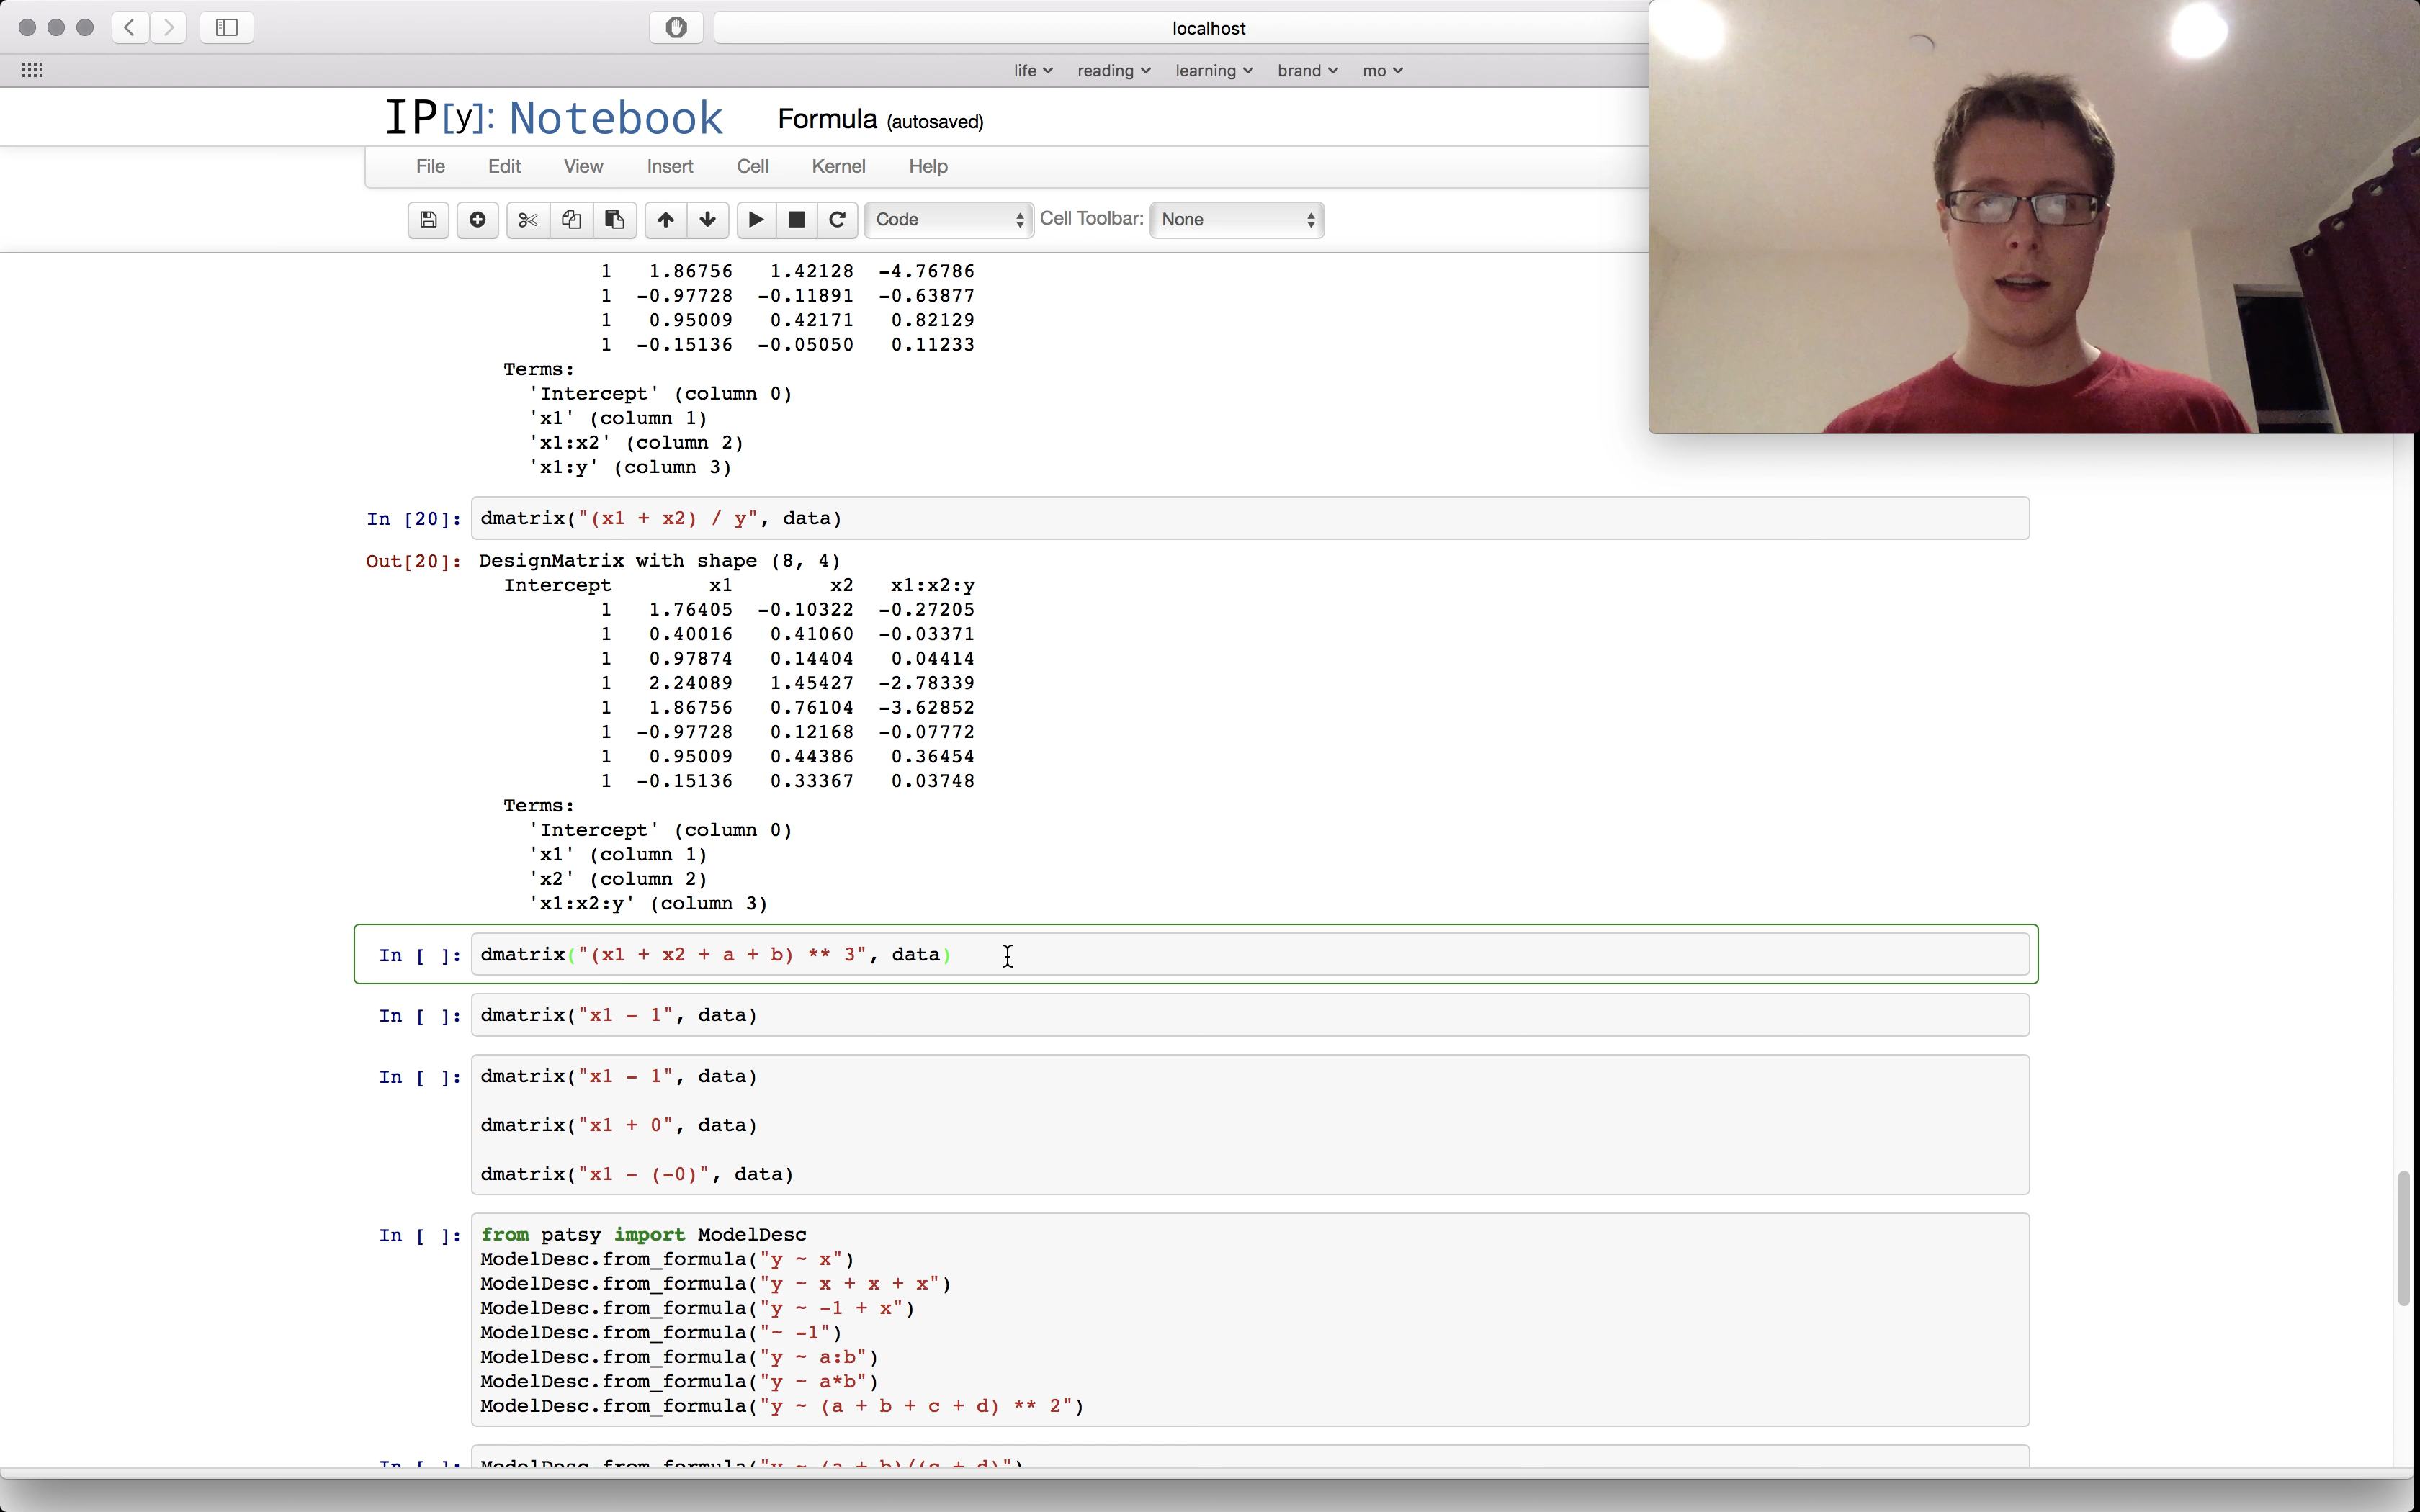 localhost
life reading learning brand mo
IP[y]: Notebook Formula (autosaved)
File Edit View Insert Cell Kernel Help
Code Cell Toolbar: None
1 1.86756 1.42128 -4.76786
1 -0.97728 -0.11891 -0.63877
1 0.95009 0.42171 0.82129
1 -0.15136 -0.05050 0.11233
Terms:
'Intercept' (column 0)
'x1' (column 1)
'x1:x2' (column 2)
'x1:y' (column 3)
In [20]: dmatrix("(x1 + x2) / y", data)
Out[20]: DesignMatrix with shape (8, 4)
Intercept x1 x2 x1:x2:y
1 1.76405 -0.10322 -0.27205
1 0.40016 0.41060 -0.03371
1 0.97874 0.14404 0.04414
1 2.24089 1.45427 -2.78339
1 1.86756 0.76104 -3.62852
1 -0.97728 0.12168 -0.07772
1 0.95009 0.44386 0.36454
1 -0.15136 0.33367 0.03748
Terms:
'Intercept' (column 0)
'x1' (column 1)
'x2' (column 2)
'x1:x2:y' (column 3)
In [ ]: dmatrix("(x1 + x2 + a + b) ** 3", data)
In [ ]: dmatrix("x1 - 1", data)
In [ ]: dmatrix("x1 - 1", data)
dmatrix("x1 + 0", data)
dmatrix("x1 - (-0)", data)
In [ ]: from patsy import ModelDesc
ModelDesc.from_formula("y ~ x")
ModelDesc.from_formula("y ~ x + x + x")
ModelDesc.from_formula("y ~ -1 + x")
ModelDesc.from_formula("~ -1")
ModelDesc.from_formula("y ~ a:b")
ModelDesc.from_formula("y ~ a*b")
ModelDesc.from_formula("y ~ (a + b + c + d) ** 2")
In [ ]: ModelDesc.from_formula("y ~ (a + b)/(c + d)")